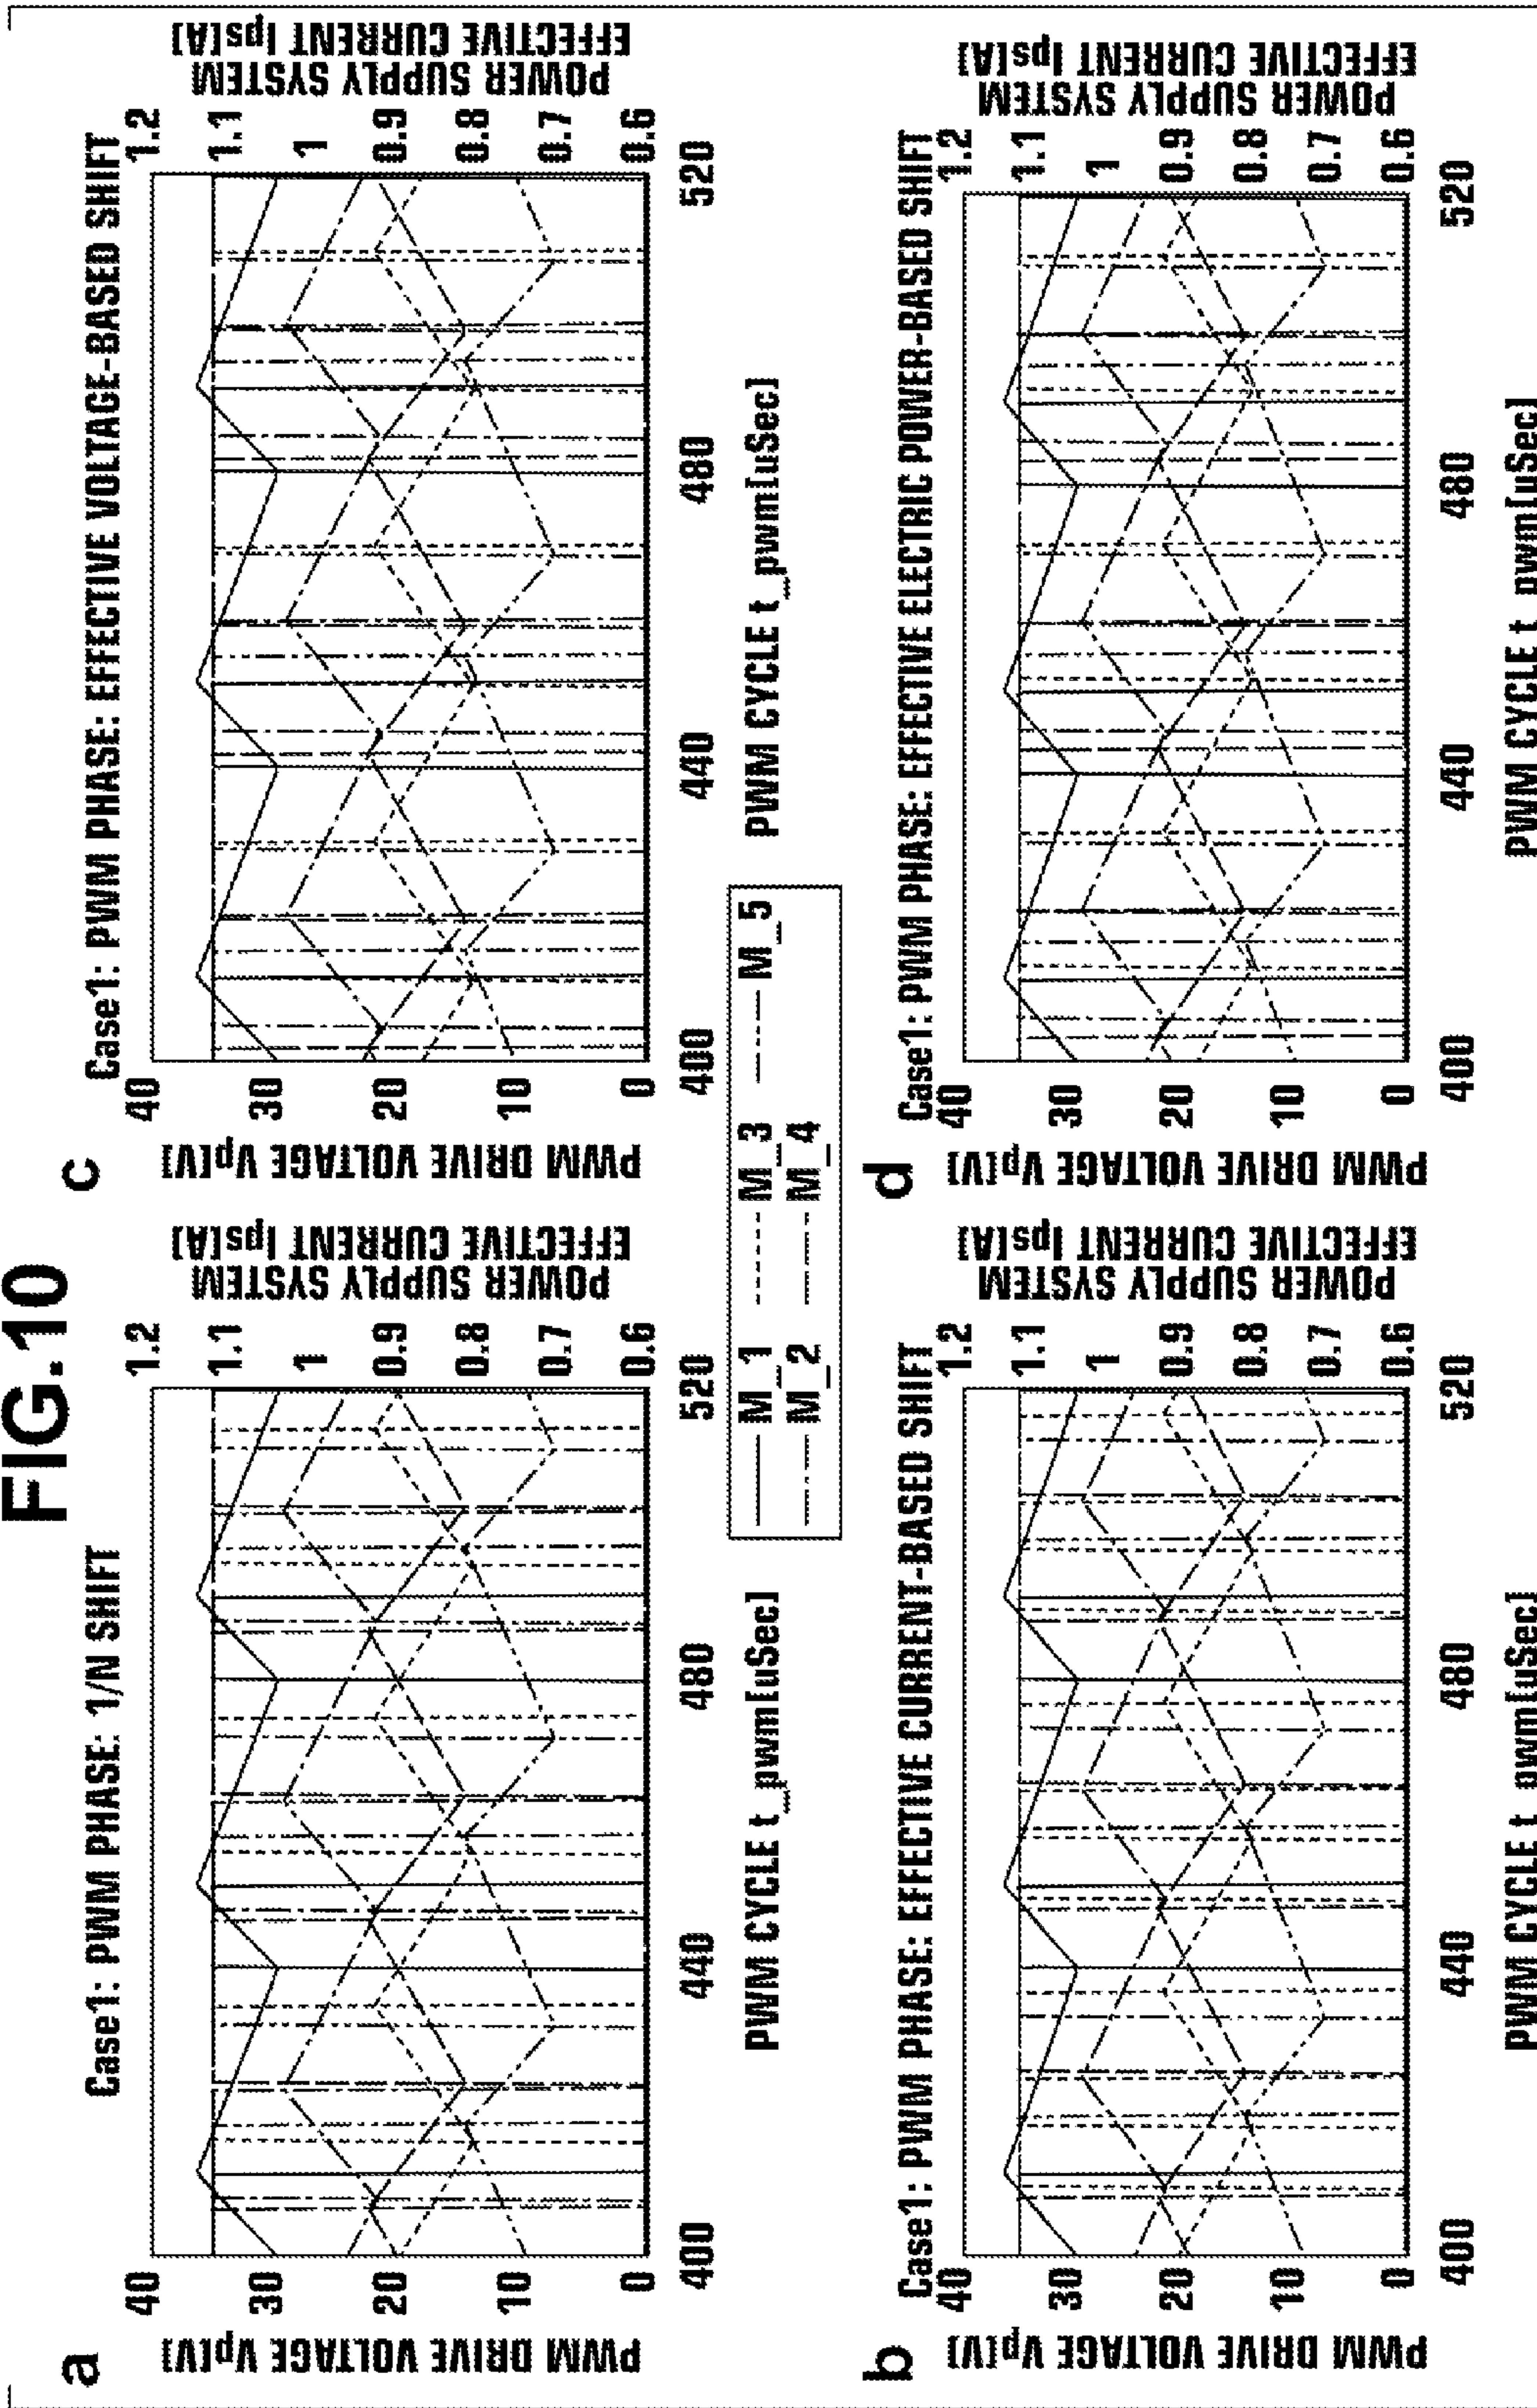 FIG.10
a
Case1: PWM PHASE: 1/N SHIFT
PWM DRIVE VOLTAGE Vp[V]
40
30
20
10
0
POWER SUPPLY SYSTEM
EFFECTIVE CURRENT Ips[A]
1.2
1.1
1
0.9
0.8
0.7
0.6
400
440
480
520
PWM CYCLE t_pwm[uSec]
c
Case1: PWM PHASE: EFFECTIVE VOLTAGE-BASED SHIFT
PWM DRIVE VOLTAGE Vp[V]
40
30
20
10
0
POWER SUPPLY SYSTEM
EFFECTIVE CURRENT Ips[A]
1.2
1.1
1
0.9
0.8
0.7
0.6
400
440
480
520
PWM CYCLE t_pwm[uSec]
M_1
M_3
M_5
M_2
M_4
b
Case1: PWM PHASE: EFFECTIVE CURRENT-BASED SHIFT
PWM DRIVE VOLTAGE Vp[V]
40
30
20
10
0
POWER SUPPLY SYSTEM
EFFECTIVE CURRENT Ips[A]
1.2
1.1
1
0.9
0.8
0.7
0.6
400
440
480
520
PWM CYCLE t_pwm[uSec]
d
Case1: PWM PHASE: EFFECTIVE ELECTRIC POWER-BASED SHIFT
PWM DRIVE VOLTAGE Vp[V]
40
30
20
10
0
POWER SUPPLY SYSTEM
EFFECTIVE CURRENT Ips[A]
1.2
1.1
1
0.9
0.8
0.7
0.6
400
440
480
520
PWM CYCLE t_pwm[uSec]